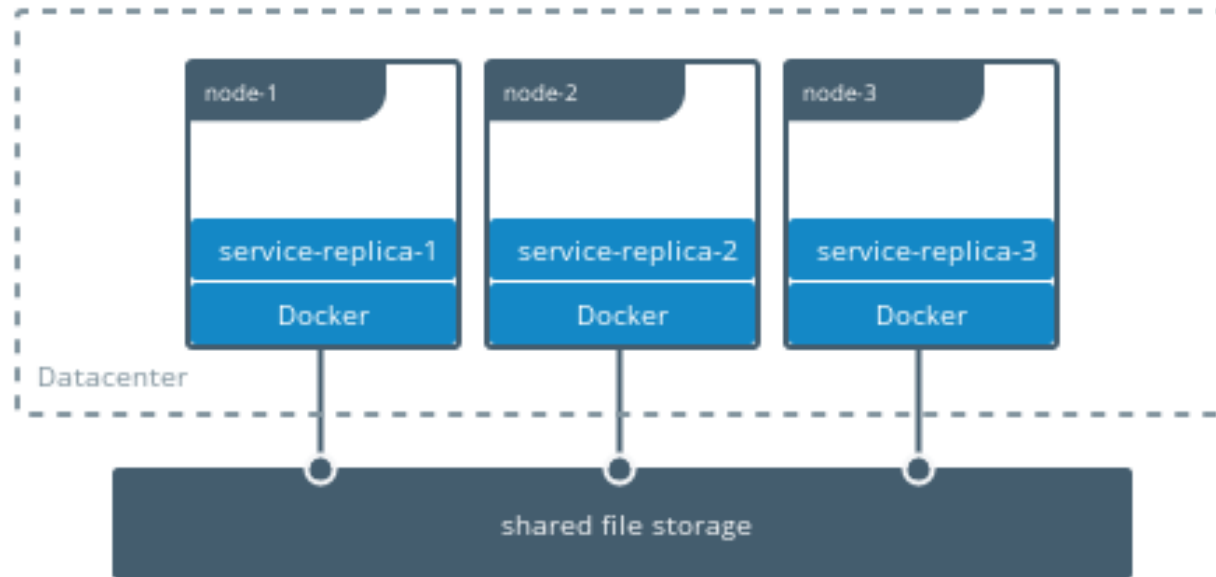 node-1
node-2
node-3
service-replica-1
service-replica-2
service-replica-3
Docker
Docker
Docker
Datacenter
shared file storage